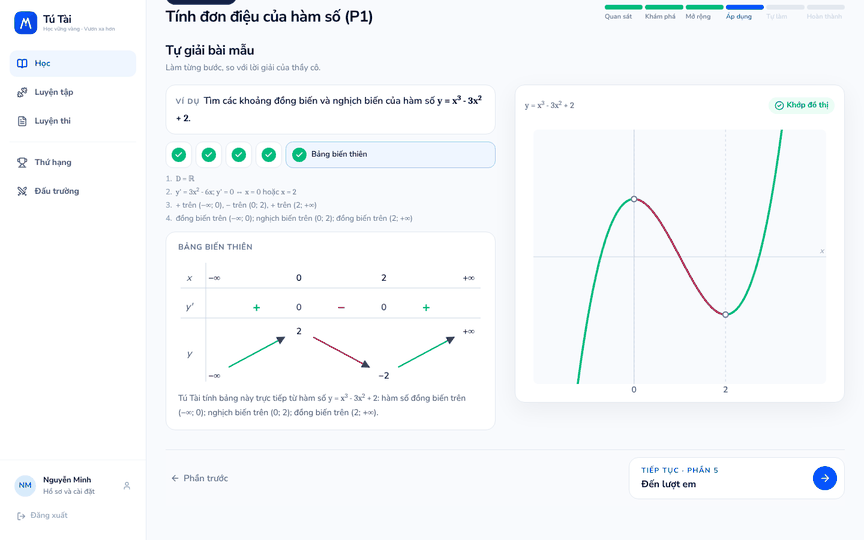 Tú Tài
Học vững vàng · Vươn xa hơn
Học
Luyện tập
Luyện thi
Thứ hạng
Đấu trường
NM
Nguyễn Minh
Hồ sơ và cài đặt
Đăng xuất
Tính đơn điệu của hàm số (P1)
Quan sát Khám phá Mở rộng Áp dụng Tự làm Hoàn thành
Tự giải bài mẫu
Làm từng bước, so với lời giải của thầy cô.
VÍ DỤ Tìm các khoảng đồng biến và nghịch biến của hàm số y = x³ - 3x²
+ 2.
Bảng biến thiên
1. D = ℝ
2. y' = 3x² - 6x; y' = 0 ⇔ x = 0 hoặc x = 2
3. + trên (−∞; 0), − trên (0; 2), + trên (2; +∞)
4. đồng biến trên (−∞; 0); nghịch biến trên (0; 2); đồng biến trên (2; +∞)
BẢNG BIẾN THIÊN
x −∞ 0 2 +∞
y' + 0 − 0 +
2 +∞
y
−∞ −2
Tú Tài tính bảng này trực tiếp từ hàm số y = x³ - 3x² + 2: hàm số đồng biến trên
(−∞; 0); nghịch biến trên (0; 2); đồng biến trên (2; +∞).
y = x³ - 3x² + 2
Khớp đồ thị
x
0 2
Phần trước
TIẾP TỤC · PHẦN 5
Đến lượt em